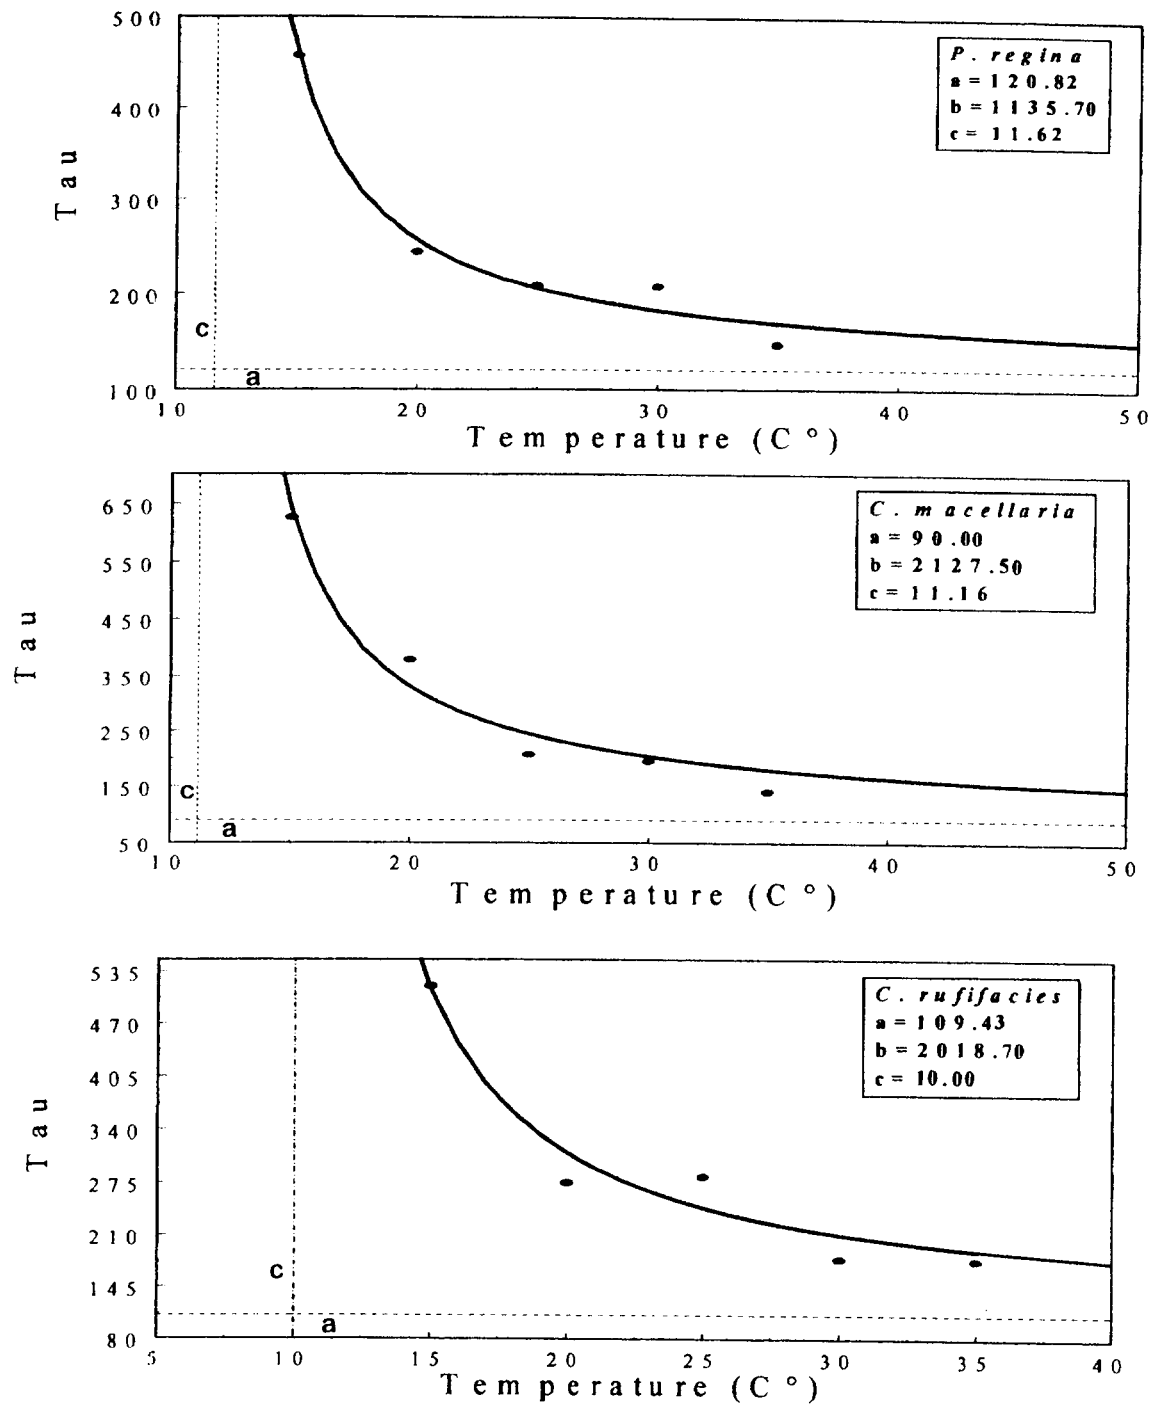 500
400
300
200
100
Tau
P. regina
a = 120.82
b = 1135.70
c = 11.62
c
a
10 20 30 40 50
Temperature (C°)
650
550
450
350
250
150
50
Tau
C. macellaria
a = 90.00
b = 2127.50
c = 11.16
c
a
10 20 30 40 50
Temperature (C°)
535
470
405
340
275
210
145
80
Tau
C. rufifacies
a = 109.43
b = 2018.70
c = 10.00
c
a
5 10 15 20 25 30 35 40
Temperature (C°)